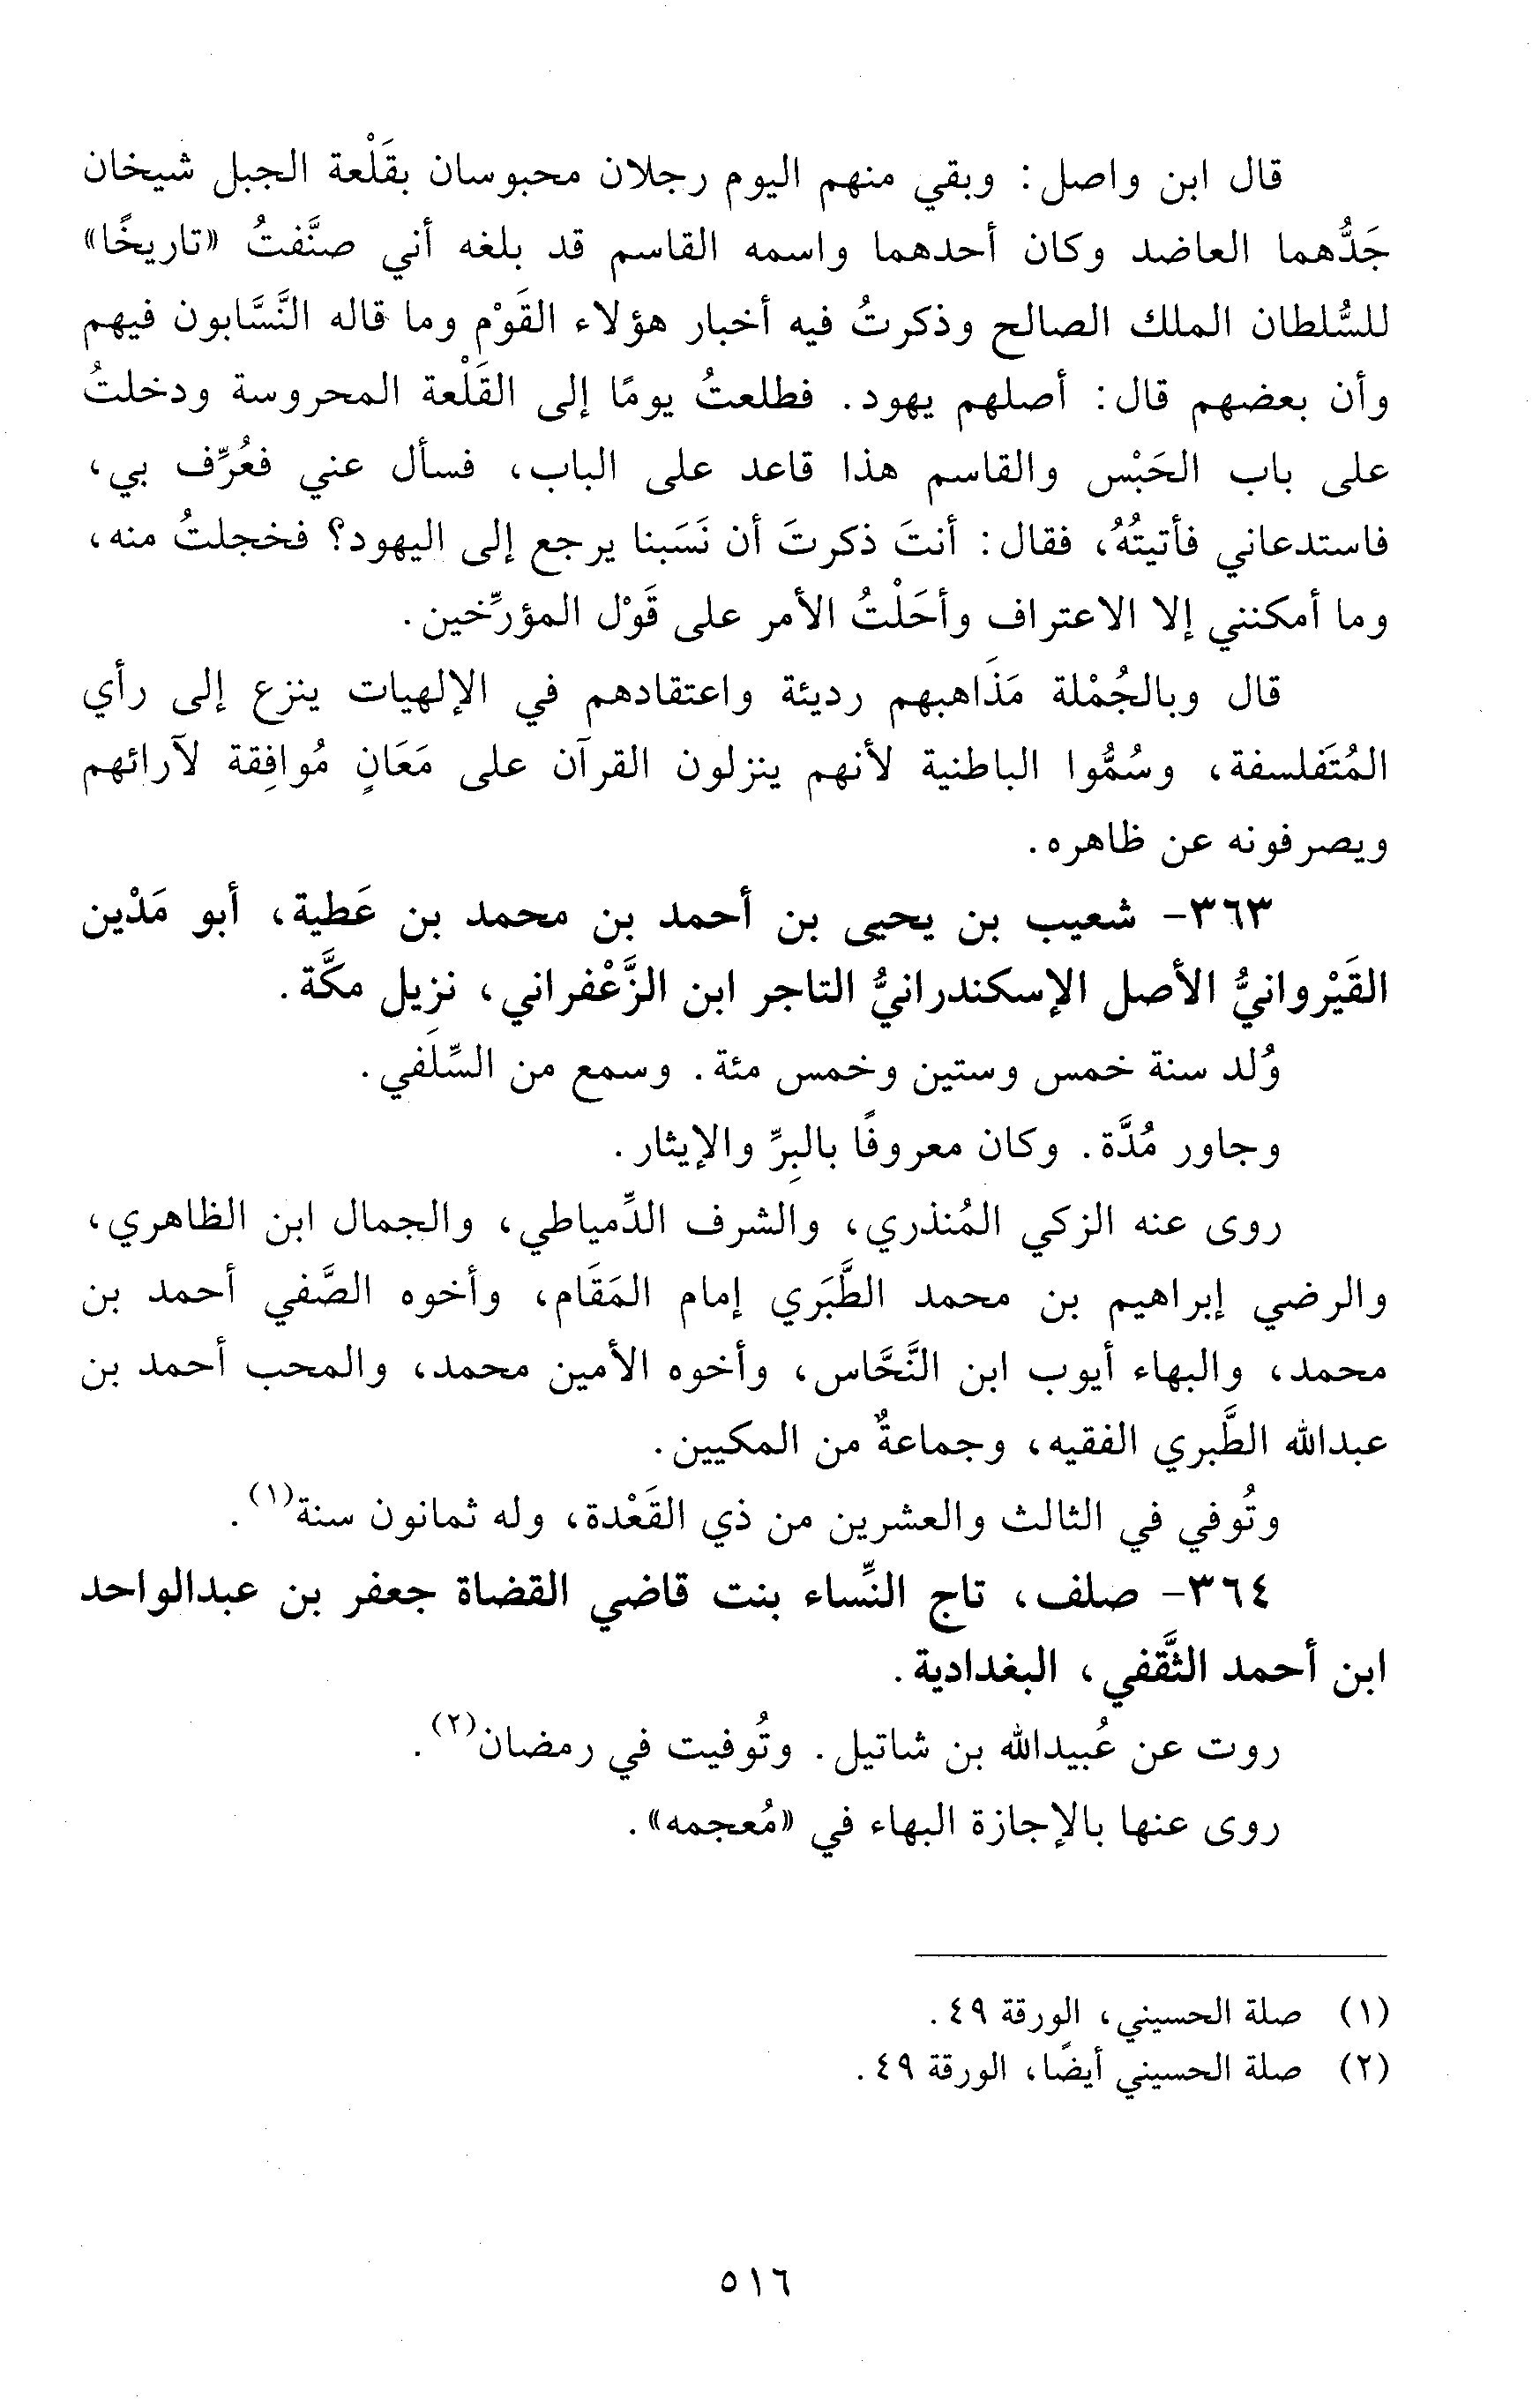 قال ابن واصل: وبقي منهم اليوم رجلان محبوسان بقَلْعة الجبل شيخان
جَدُّهما العاضد وكان أحدهما واسمه القاسم قد بلغه أني صنَّفتُ «تاريخًا»
للسُّلطان الملك الصالح وذكرتُ فيه أخبار هؤلاء القَوْم وما قاله النَّسَّابون فيهم
وأن بعضهم قال: أصلهم يهود. فطلعتُ يومًا إلى القَلْعة المحروسة ودخلتُ
على باب الحَبْس والقاسم هذا قاعد على الباب، فسأل عني فعُرِّف بي،
فاستدعاني فأتيتُهُ، فقال: أنتَ ذكرتَ أن نَسَبنا يرجع إلى اليهود؟ فخجلتُ منه،
وما أمكنني إلا الاعتراف وأحَلْتُ الأمر على قَوْل المؤرِّخين.
قال وبالجُمْلة مَذَاهبهم رديئة واعتقادهم في الإلهيات ينزع إلى رأي
المُتَفلسفة، وسُمُّوا الباطنية لأنهم ينزلون القرآن على مَعَانٍ مُوافِقة لآرائهم
ويصرفونه عن ظاهره.
٣٦٣- شعيب بن يحيى بن أحمد بن محمد بن عَطية، أبو مَدْين
القَيْروانيُّ الأصل الإسكندرانيُّ التاجر ابن الزَّعْفراني، نزيل مكَّة.
وُلد سنة خمس وستين وخمس مئة. وسمع من السِّلَفي.
وجاور مُدَّة. وكان معروفًا بالبِرِّ والإيثار.
روى عنه الزكي المُنذري، والشرف الدِّمياطي، والجمال ابن الظاهري،
والرضي إبراهيم بن محمد الطَّبَري إمام المَقَام، وأخوه الصَّفي أحمد بن
محمد، والبهاء أيوب ابن النَّحَّاس، وأخوه الأمين محمد، والمحب أحمد بن
عبدالله الطَّبري الفقيه، وجماعةٌ من المكيين.
وتُوفي في الثالث والعشرين من ذي القَعْدة، وله ثمانون سنة(١).
٣٦٤- صلف، تاج النِّساء بنت قاضي القضاة جعفر بن عبدالواحد
ابن أحمد الثَّقفي، البغدادية.
روت عن عُبيدالله بن شاتيل. وتُوفيت في رمضان(٢).
روى عنها بالإجازة البهاء في «مُعجمه».
(١) صلة الحسيني، الورقة ٤٩.
(٢) صلة الحسيني أيضًا، الورقة ٤٩.
٥١٦